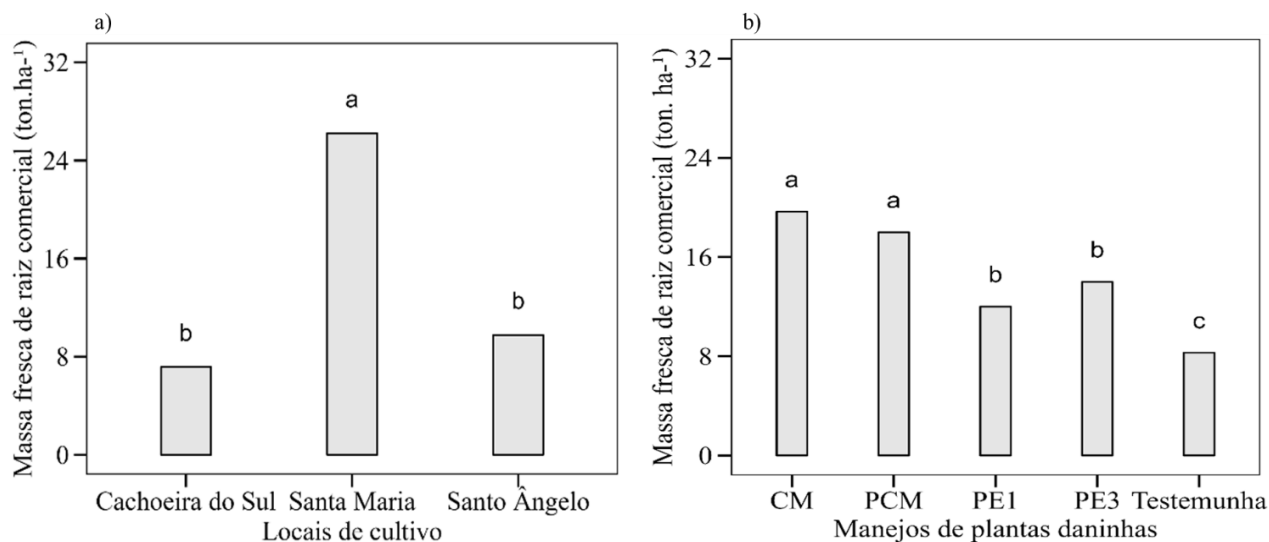 a)
Massa fresca de raiz comercial (ton.ha-¹)
32
24
16
8
0
b
a
b
Cachoeira do Sul Santa Maria Santo Ângelo
Locais de cultivo
b)
Massa fresca de raiz comercial (ton. ha-¹)
32
24
16
8
0
a
a
b
b
c
CM PCM PE1 PE3 Testemunha
Manejos de plantas daninhas